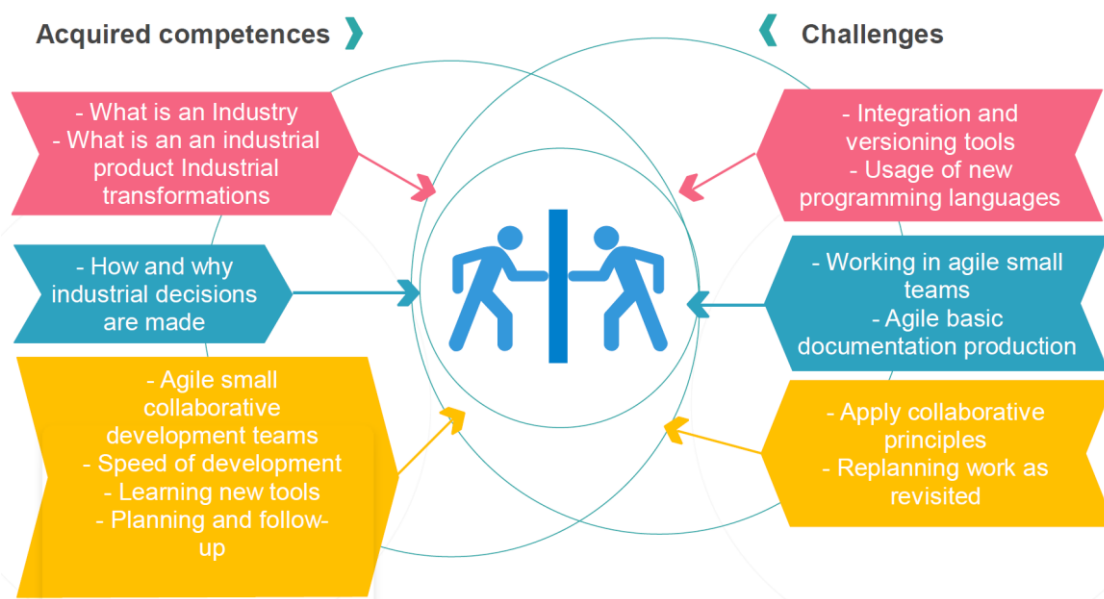 Acquired competences
- What is an Industry
- What is an an industrial
product Industrial
transformations
- How and why
industrial decisions
are made
- Agile small
collaborative
development teams
- Speed of development
- Learning new tools
- Planning and follow-
up
Challenges
- Integration and
versioning tools
- Usage of new
programming languages
- Working in agile small
teams
- Agile basic
documentation production
- Apply collaborative
principles
- Replanning work as
revisited